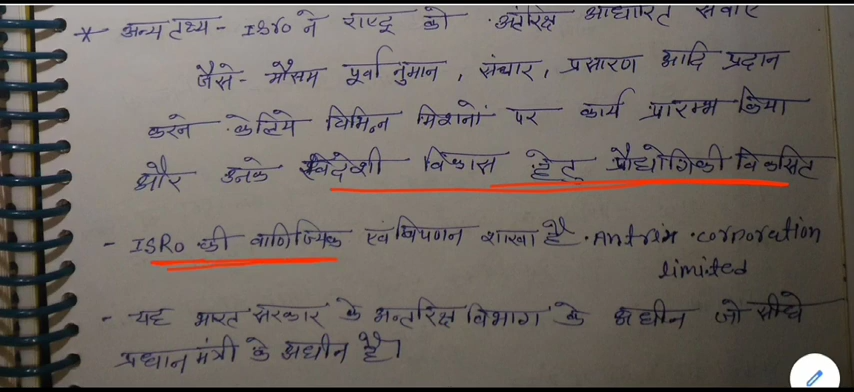 * अन्य तथ्य - ISRO ने राष्ट्र को अंतरिक्ष आधारित सेवाएं
जैसे - मौसम पूर्वानुमान, संचार, प्रसारण आदि प्रदान
करने के लिये विभिन्न मिशनों पर कार्य प्रारम्भ किया
और उनके स्वदेशी विकास हेतु प्रौद्योगिकी विकसित
- ISRO की वाणिज्यिक एवं विपणन शाखा है . Antrix corporation
limited
- यह भारत सरकार के अन्तरिक्ष विभाग के अधीन जो सीधे
प्रधान मंत्री के अधीन है।